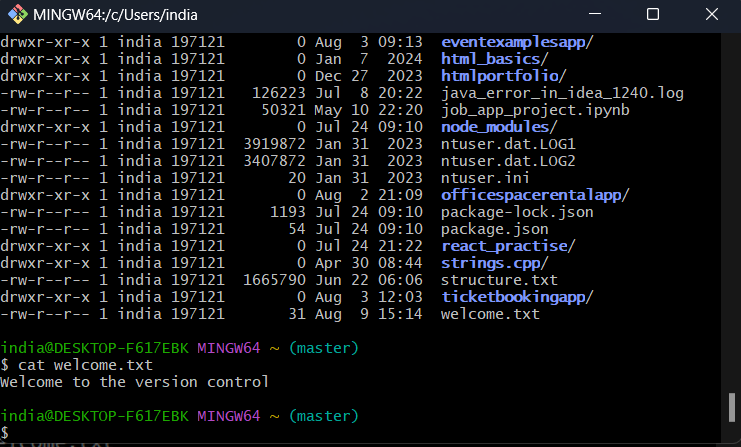 MINGW64:/c/Users/india
drwxr-xr-x 1 india 197121       0 Aug  3 09:13 eventexamplesapp/
drwxr-xr-x 1 india 197121       0 Jan  7  2024 html_basics/
drwxr-xr-x 1 india 197121       0 Dec 27  2023 htmlportfolio/
-rw-r--r-- 1 india 197121  126223 Jul  8 20:22 java_error_in_idea_1240.log
-rw-r--r-- 1 india 197121   50321 May 10 22:20 job_app_project.ipynb
drwxr-xr-x 1 india 197121       0 Jul 24 09:10 node_modules/
-rw-r--r-- 1 india 197121 3919872 Jan 31  2023 ntuser.dat.LOG1
-rw-r--r-- 1 india 197121 3407872 Jan 31  2023 ntuser.dat.LOG2
-rw-r--r-- 1 india 197121      20 Jan 31  2023 ntuser.ini
drwxr-xr-x 1 india 197121       0 Aug  2 21:09 officespacerentalapp/
-rw-r--r-- 1 india 197121    1193 Jul 24 09:10 package-lock.json
-rw-r--r-- 1 india 197121      54 Jul 24 09:10 package.json
drwxr-xr-x 1 india 197121       0 Jul 24 21:22 react_practise/
drwxr-xr-x 1 india 197121       0 Apr 30 08:44 strings.cpp/
-rw-r--r-- 1 india 197121 1665790 Jun 22 06:06 structure.txt
drwxr-xr-x 1 india 197121       0 Aug  3 12:03 ticketbookingapp/
-rw-r--r-- 1 india 197121      31 Aug  9 15:14 welcome.txt
india@DESKTOP-F617EBK MINGW64 ~ (master)
$ cat welcome.txt
Welcome to the version control
india@DESKTOP-F617EBK MINGW64 ~ (master)
$